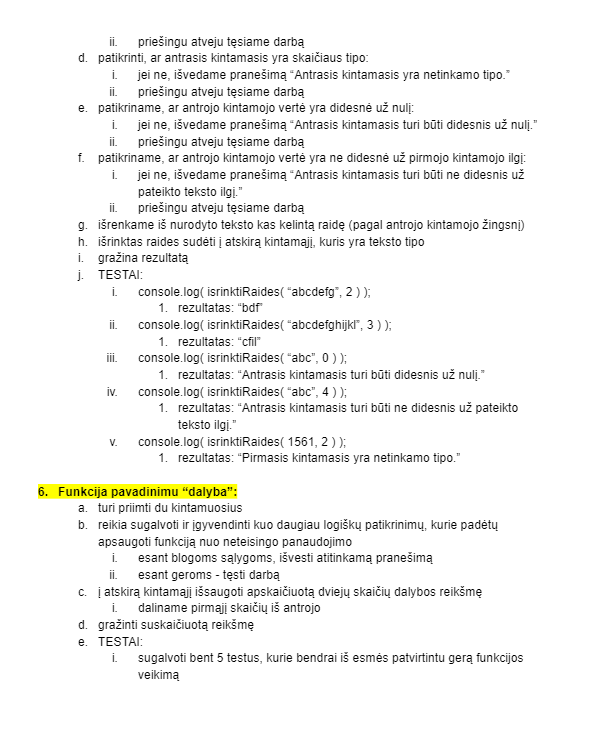 ii. priešingu atveju tęsiame darbą
d. patikrinti, ar antrasis kintamasis yra skaičiaus tipo:
i. jei ne, išvedame pranešimą “Antrasis kintamasis yra netinkamo tipo.”
ii. priešingu atveju tęsiame darbą
e. patikriname, ar antrojo kintamojo vertė yra didesnė už nulį:
i. jei ne, išvedame pranešimą “Antrasis kintamasis turi būti didesnis už nulį.”
ii. priešingu atveju tęsiame darbą
f. patikriname, ar antrojo kintamojo vertė yra ne didesnė už pirmojo kintamojo ilgį:
i. jei ne, išvedame pranešimą “Antrasis kintamasis turi būti ne didesnis už
pateikto teksto ilgį.”
ii. priešingu atveju tęsiame darbą
g. išrenkame iš nurodyto teksto kas kelintą raidę (pagal antrojo kintamojo žingsnį)
h. išrinktas raides sudėti į atskirą kintamąjį, kuris yra teksto tipo
i. gražina rezultatą
j. TESTAI:
i. console.log( isrinktiRaides( “abcdefg”, 2 ) );
1. rezultatas: “bdf”
ii. console.log( isrinktiRaides( “abcdefghijkl”, 3 ) );
1. rezultatas: “cfil”
iii. console.log( isrinktiRaides( “abc”, 0 ) );
1. rezultatas: “Antrasis kintamasis turi būti didesnis už nulį.”
iv. console.log( isrinktiRaides( “abc”, 4 ) );
1. rezultatas: “Antrasis kintamasis turi būti ne didesnis už pateikto
teksto ilgį.”
v. console.log( isrinktiRaides( 1561, 2 ) );
1. rezultatas: “Pirmasis kintamasis yra netinkamo tipo.”
6. Funkcija pavadinimu “dalyba”:
a. turi priimti du kintamuosius
b. reikia sugalvoti ir įgyvendinti kuo daugiau logiškų patikrinimų, kurie padėtų
apsaugoti funkciją nuo neteisingo panaudojimo
i. esant blogoms sąlygoms, išvesti atitinkamą pranešimą
ii. esant geroms - tęsti darbą
c. į atskirą kintamąjį išsaugoti apskaičiuotą dviejų skaičių dalybos reikšmę
i. daliname pirmąjį skaičių iš antrojo
d. gražinti suskaičiuotą reikšmę
e. TESTAI:
i. sugalvoti bent 5 testus, kurie bendrai iš esmės patvirtintu gerą funkcijos
veikimą